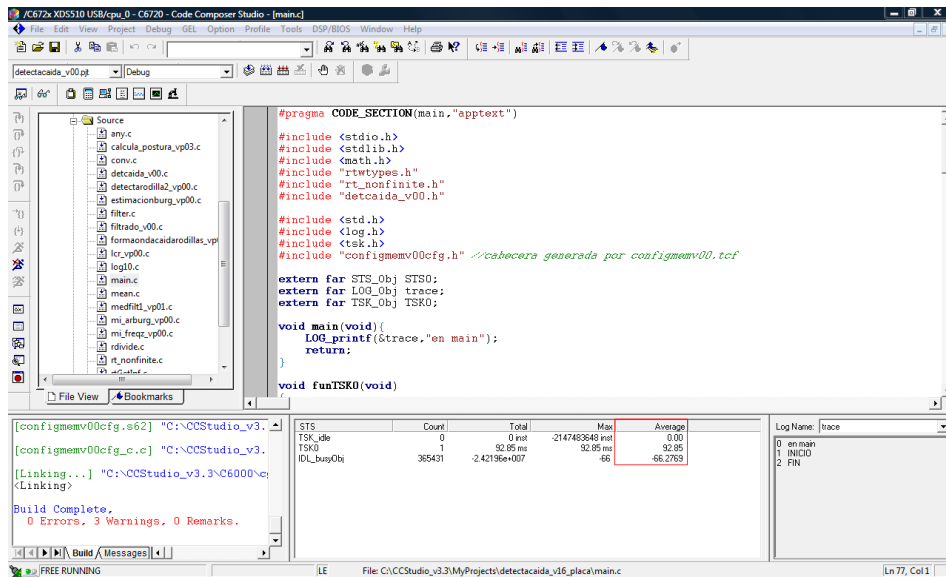 /C672x XDS510 USB/cpu_0 - C6720 - Code Composer Studio - [main.c]
File Edit View Project Debug GEL Option Profile Tools DSP/BIOS Window Help
detectacaida_v00.pjt Debug
Source
any.c
calcula_postura_vp03.c
conv.c
detcaida_v00.c
detectarodilla2_vp00.c
estimacionburg_vp00.c
filter.c
filtrado_v00.c
formaondacaidarodillas_vp
lcr_vp00.c
log10.c
main.c
mean.c
medfilt1_vp01.c
mi_arburg_vp00.c
mi_freqz_vp00.c
rdivide.c
rt_nonfinite.c
rtGetInf.c
File View Bookmarks
#pragma CODE_SECTION(main,"apptext")
#include <stdio.h>
#include <stdlib.h>
#include <math.h>
#include "rtwtypes.h"
#include "rt_nonfinite.h"
#include "detcaida_v00.h"
#include <std.h>
#include <log.h>
#include <tsk.h>
#include "configmemv00cfg.h" //cabecera generada por configmemv00.tcf
extern far STS_Obj STS0;
extern far LOG_Obj trace;
extern far TSK_Obj TSK0;
void main(void){
LOG_printf(&trace,"en main");
return;
}
void funTSK0(void)
{
[configmemv00cfg.s62] "C:\CCStudio_v3.
[configmemv00cfg_c.c] "C:\CCStudio_v3.
[Linking...] "C:\CCStudio_v3.3\C6000\c
<Linking>
Build Complete,
0 Errors, 3 Warnings, 0 Remarks.
Build Messages
STS Count Total Max Average
TSK_idle 0 0 inst -2147483648 inst 0.00
TSK0 1 92.85 ms 92.85 ms 92.85
IDL_busyObj 365431 -2.42196e+007 -66 -66.2769
Log Name: trace
0 en main
1 INICIO
2 FIN
FREE RUNNING LE File: C:\CCStudio_v3.3\MyProjects\detectacaida_v16_placa\main.c Ln 77, Col 1